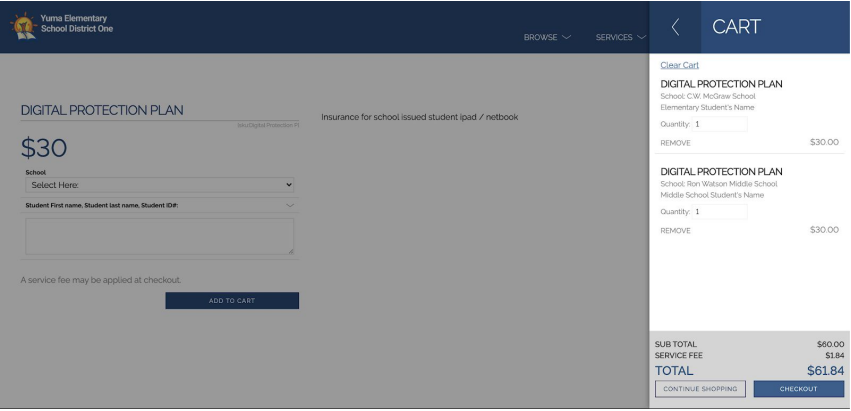 Yuma Elementary
School District One
BROWSE
SERVICES
DIGITAL PROTECTION PLAN
$30
School
Select Here:
Student First name, Student last name, Student ID#:
A service fee may be applied at checkout.
ADD TO CART
Insurance for school issued student ipad / netbook
CART
Clear Cart
DIGITAL PROTECTION PLAN
School: C.W. McGraw School
Elementary Student's Name
Quantity: 1
REMOVE $30.00
DIGITAL PROTECTION PLAN
School: Ron Watson Middle School
Middle School Student's Name
Quantity: 1
REMOVE $30.00
SUB TOTAL $60.00
SERVICE FEE $1.84
TOTAL $61.84
CONTINUE SHOPPING CHECKOUT